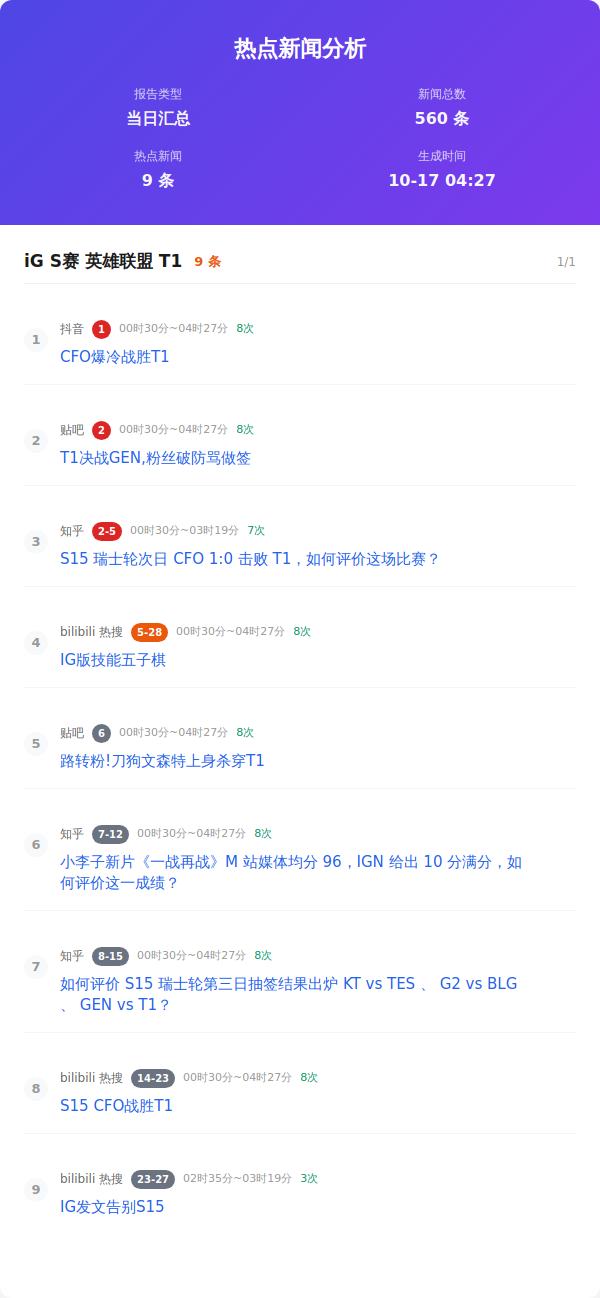 热点新闻分析
报告类型
新闻总数
当日汇总
560 条
热点新闻
生成时间
9 条
10-17 04:27
iG S赛 英雄联盟 T1 9 条 1/1
1 抖音 1 00时30分~04时27分 8次
CFO爆冷战胜T1
2 贴吧 2 00时30分~04时27分 8次
T1决战GEN,粉丝破防骂做签
3 知乎 2-5 00时30分~03时19分 7次
S15 瑞士轮次日 CFO 1:0 击败 T1，如何评价这场比赛？
4 bilibili 热搜 5-28 00时30分~04时27分 8次
IG版技能五子棋
5 贴吧 6 00时30分~04时27分 8次
路转粉!刀狗文森特上身杀穿T1
6 知乎 7-12 00时30分~04时27分 8次
小李子新片《一战再战》M 站媒体均分 96，IGN 给出 10 分满分，如
何评价这一成绩？
7 知乎 8-15 00时30分~04时27分 8次
如何评价 S15 瑞士轮第三日抽签结果出炉 KT vs TES 、 G2 vs BLG
、 GEN vs T1？
8 bilibili 热搜 14-23 00时30分~04时27分 8次
S15 CFO战胜T1
9 bilibili 热搜 23-27 02时35分~03时19分 3次
IG发文告别S15